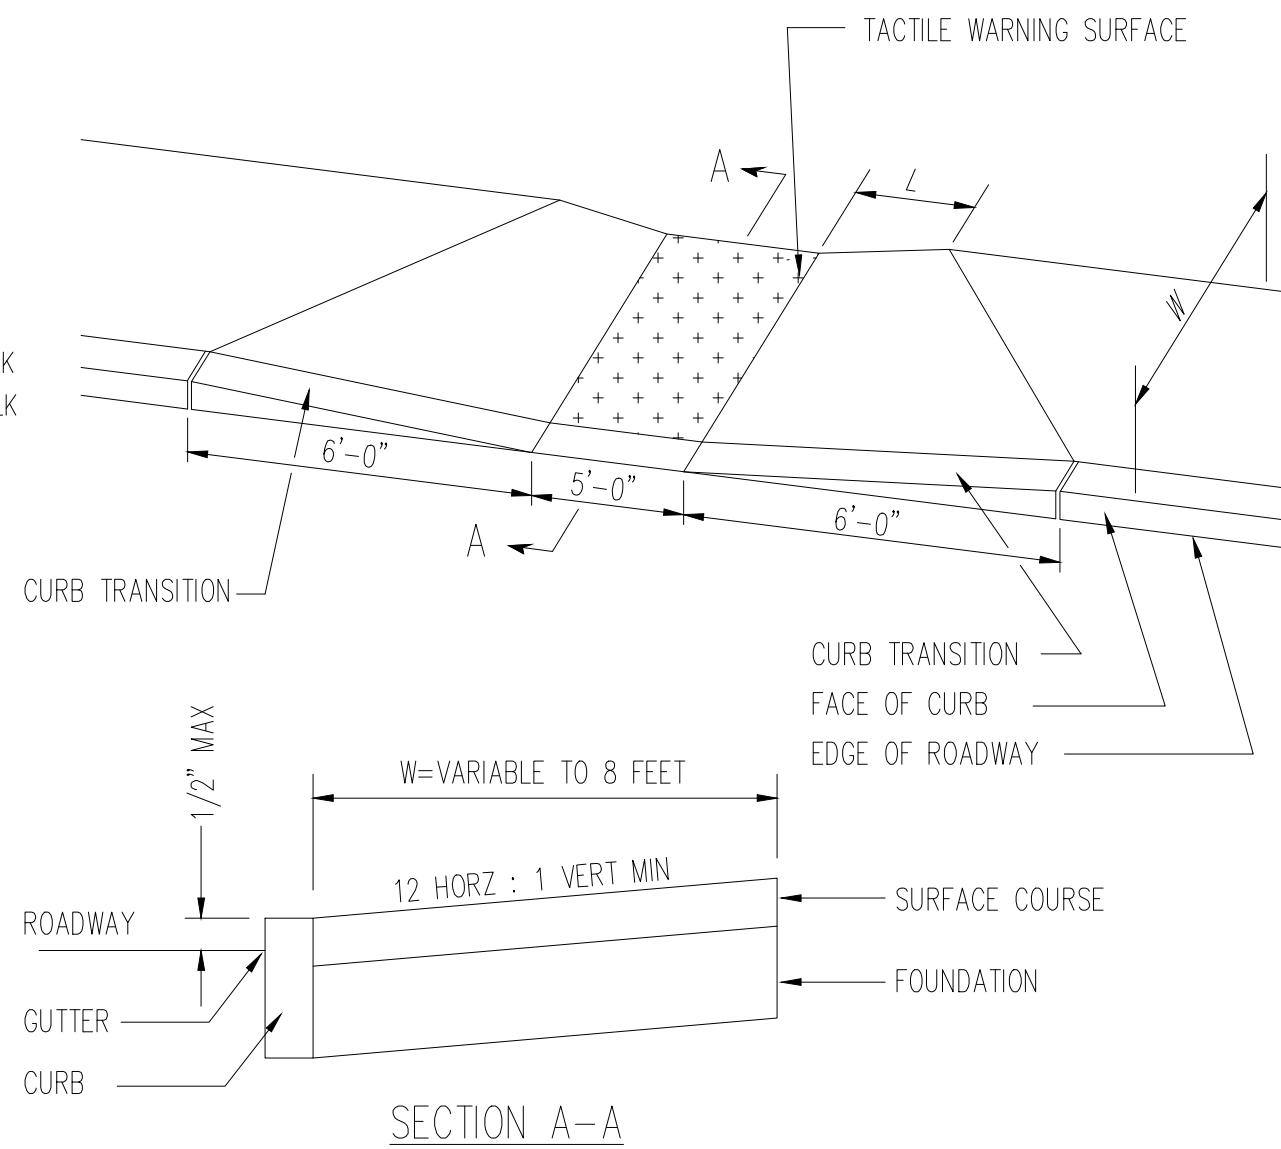 TACTILE WARNING SURFACE
A
L
W
K
LK
6'-0"
5'-0"
6'-0"
A
CURB TRANSITION
CURB TRANSITION
FACE OF CURB
EDGE OF ROADWAY
1/2" MAX
W=VARIABLE TO 8 FEET
12 HORZ : 1 VERT MIN
ROADWAY
SURFACE COURSE
FOUNDATION
GUTTER
CURB
SECTION A-A